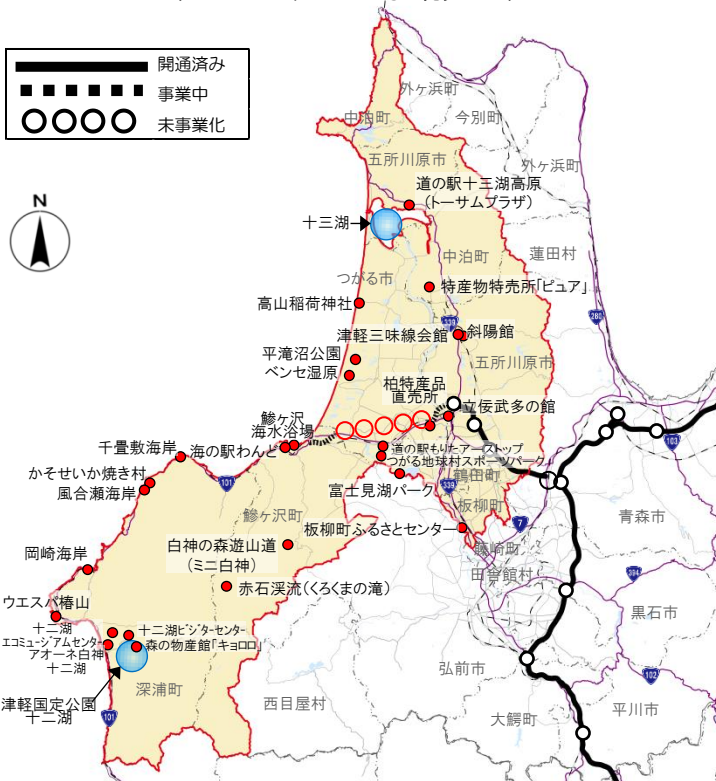 開通済み
事業中
未事業化
N
外ヶ浜町
中泊町
今別町
五所川原市
外ヶ浜町
道の駅十三湖高原
(トーサムプラザ)
十三湖
中泊町
蓬田村
つがる市
特産物特売所「ピュア」
高山稲荷神社
339
280
津軽三味線会館
斜陽館
平滝沼公園
ベンセ湿原
五所川原市
柏特産品
直売所
立佞武多の館
鰺ヶ沢
海水浴場
千畳敷海岸
海の駅わんど
道の駅もりたアーストップ
つがる地球村スポーツパーク
かそせいか焼き村
風合瀬海岸
101
富士見湖パーク
339
鶴田町
板柳町
103
鰺ヶ沢町
板柳町ふるさとセンター
7
青森市
白神の森遊山道
(ミニ白神)
藤崎町
岡崎海岸
田舎館村
394
赤石渓流(くろくまの滝)
ウエスパ椿山
黒石市
十二湖
エコミュージアムセンター
十二湖ビジターセンター
アオーネ白神
十二湖
森の物産館「キョロロ」
弘前市
102
深浦町
津軽国定公園
十二湖
101
西目屋村
大鰐町
平川市